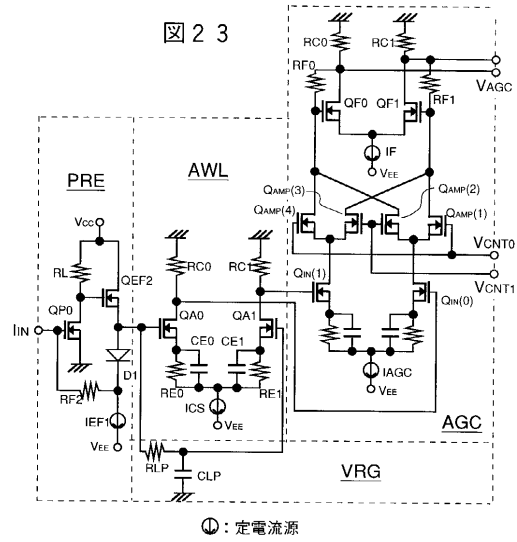 図23
RC0
RC1
RF0
RF1
VAGC
QF0
QF1
IF
VEE
PRE
AWL
QAMP(3)
QAMP(2)
QAMP(4)
QAMP(1)
VCC
VCNT0
RL
QEF2
RC0
RC1
QIN(1)
QIN(0)
VCNT1
QP0
QA0
QA1
IIN
CE0
CE1
D1
RF2
RE0
RE1
IAGC
IEF1
ICS
VEE
AGC
VEE
VEE
RLP
CLP
VRG
:定電流源